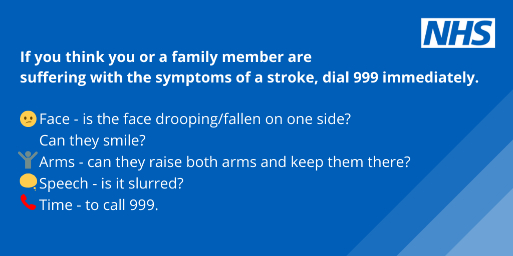 NHS
If you think you or a family member are
suffering with the symptoms of a stroke, dial 999 immediately.
Face - is the face drooping/fallen on one side?
Can they smile?
Arms - can they raise both arms and keep them there?
Speech - is it slurred?
Time - to call 999.